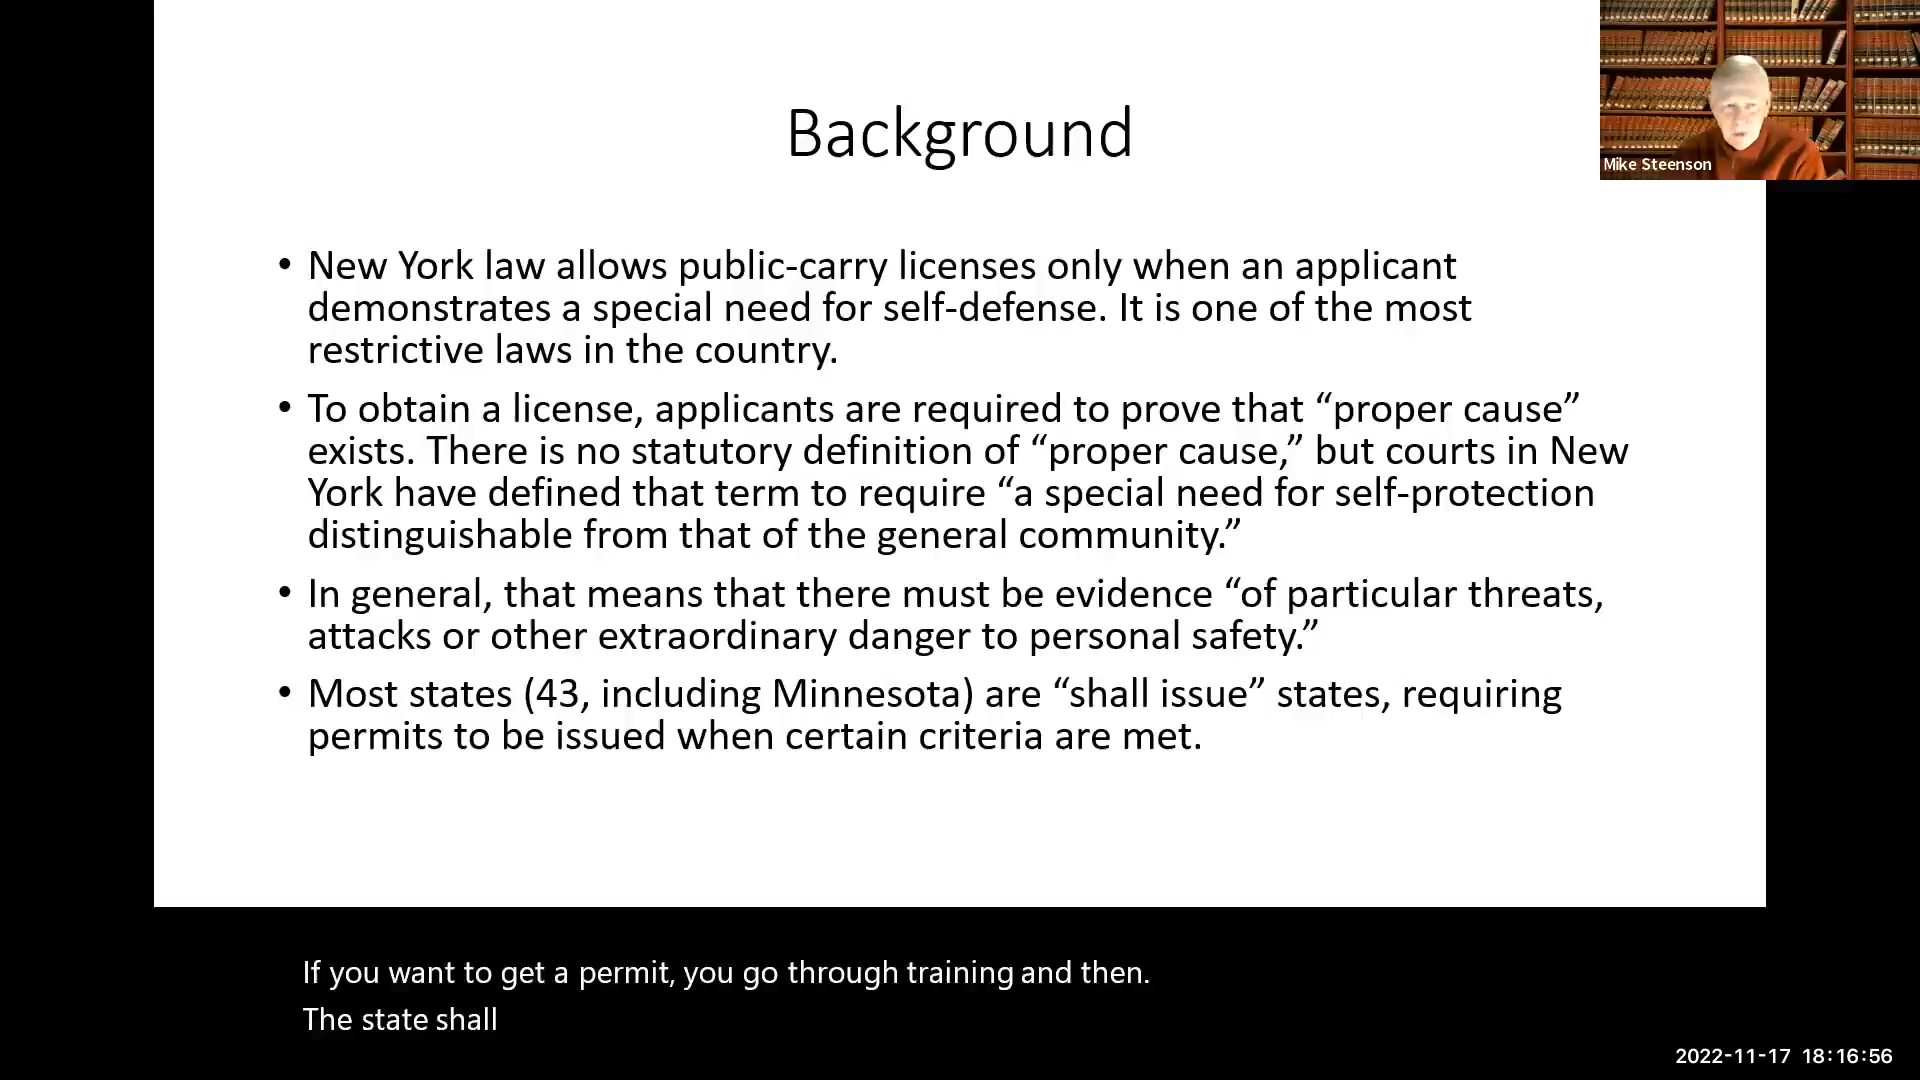 Background
Mike Steenson
• New York law allows public-carry licenses only when an applicant
demonstrates a special need for self-defense. It is one of the most
restrictive laws in the country.
• To obtain a license, applicants are required to prove that “proper cause”
exists. There is no statutory definition of “proper cause,” but courts in New
York have defined that term to require “a special need for self-protection
distinguishable from that of the general community.”
• In general, that means that there must be evidence “of particular threats,
attacks or other extraordinary danger to personal safety.”
• Most states (43, including Minnesota) are “shall issue” states, requiring
permits to be issued when certain criteria are met.
If you want to get a permit, you go through training and then.
The state shall
2022-11-17 18:16:56